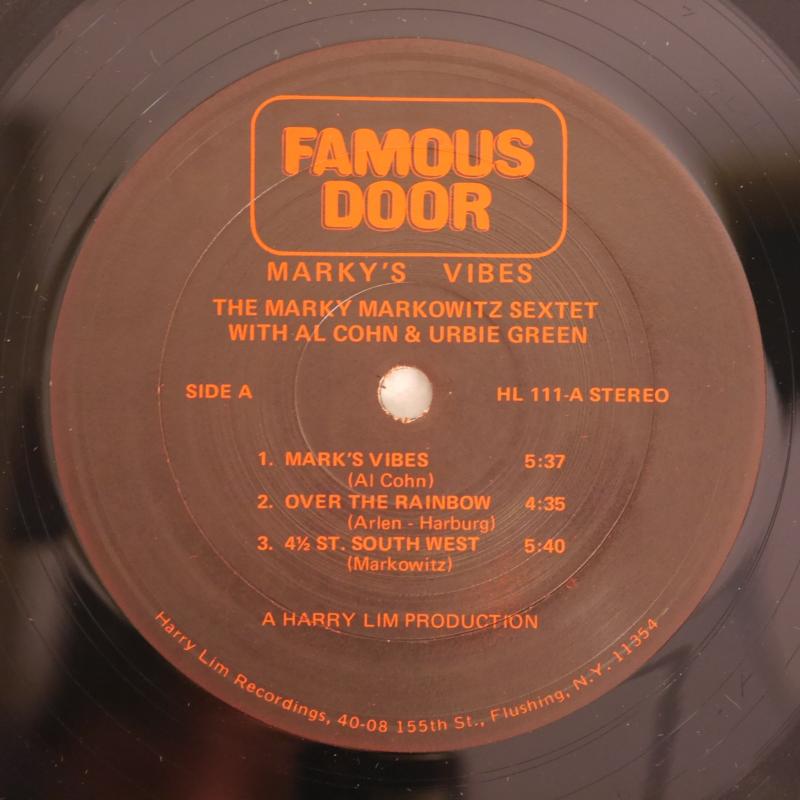 FAMOUS
DOOR
MARKY'S VIBES
THE MARKY MARKOWITZ SEXTET
WITH AL COHN & URBIE GREEN
SIDE A
HL 111-A STEREO
1. MARK'S VIBES 5:37
(Al Cohn)
2. OVER THE RAINBOW 4:35
(Arlen - Harburg)
3. 4½ ST. SOUTH WEST 5:40
(Markowitz)
A HARRY LIM PRODUCTION
Harry Lim Recordings, 40-08 155th St., Flushing, N.Y. 11354